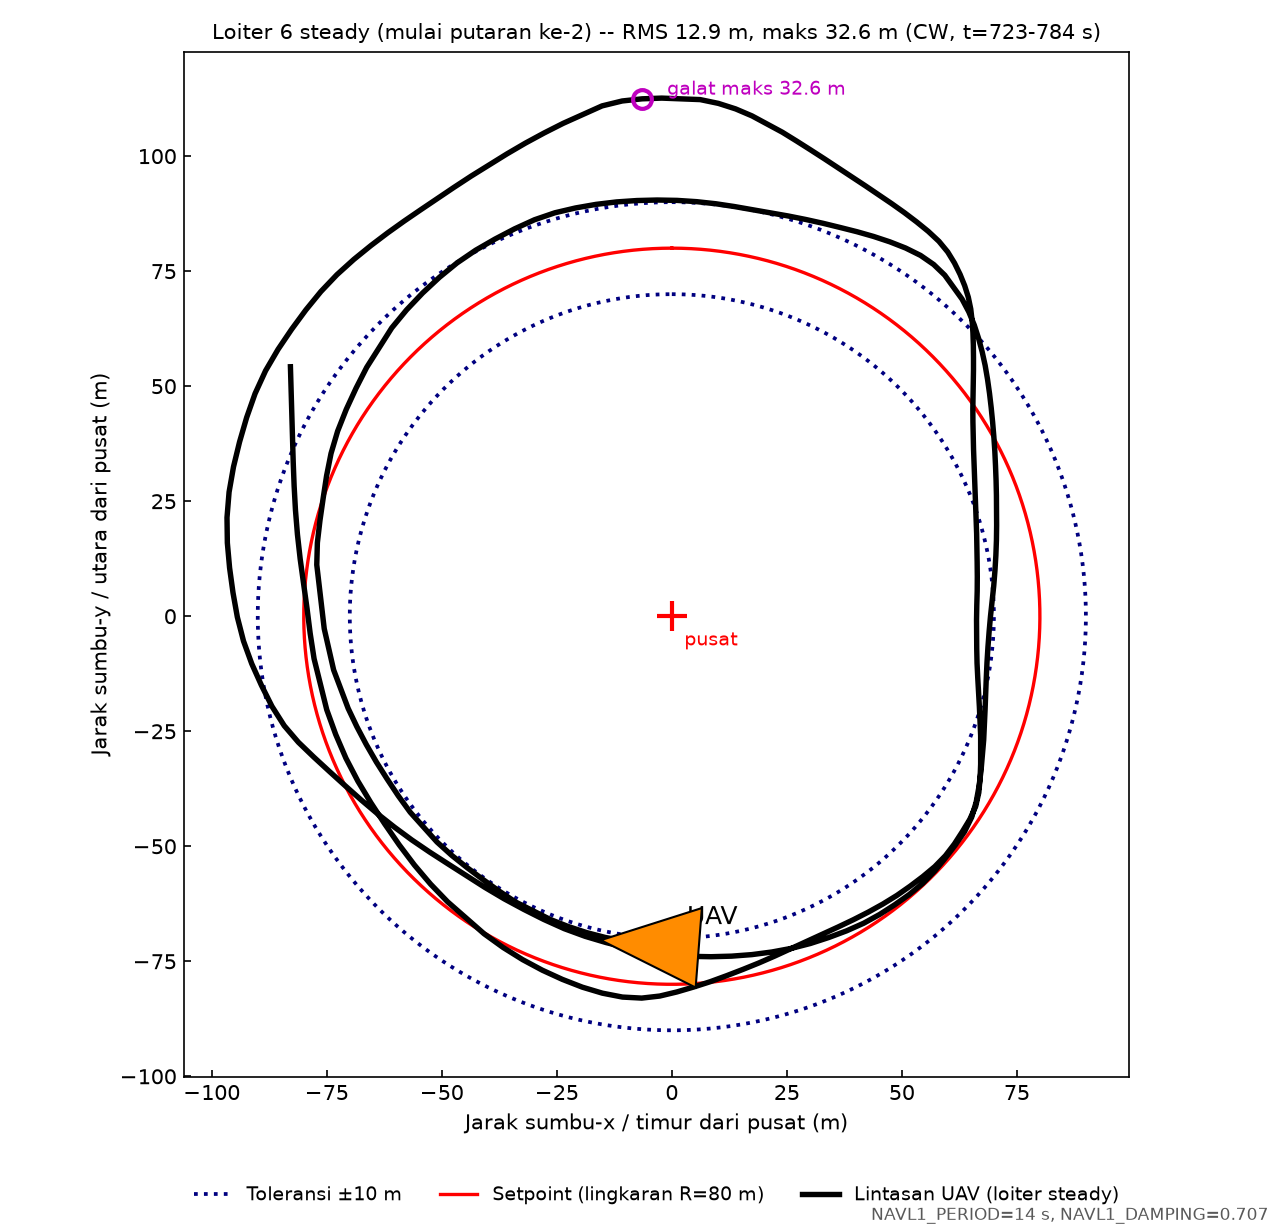 Loiter 6 steady (mulai putaran ke-2) -- RMS 12.9 m, maks 32.6 m (CW, t=723-784 s)
galat maks 32.6 m
100
75
50
25
0
−25
−50
−75
−100
Jarak sumbu-y / utara dari pusat (m)
pusat
UAV
−100
−75
−50
−25
0
25
50
75
Jarak sumbu-x / timur dari pusat (m)
Toleransi ±10 m
Setpoint (lingkaran R=80 m)
Lintasan UAV (loiter steady)
NAVL1_PERIOD=14 s, NAVL1_DAMPING=0.707